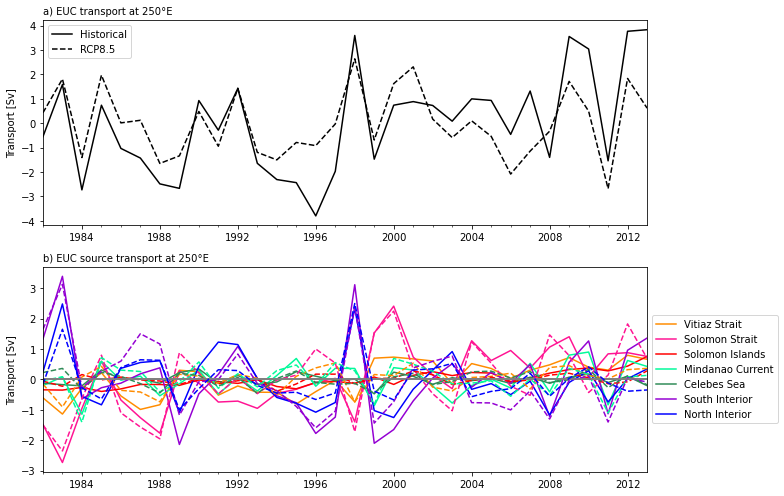 a) EUC transport at 250°E
Transport [Sv]
4
3
2
1
0
−1
−2
−3
−4
Historical
RCP8.5
1984
1988
1992
1996
2000
2004
2008
2012
b) EUC source transport at 250°E
Transport [Sv]
3
2
1
0
−1
−2
−3
1984
1988
1992
1996
2000
2004
2008
2012
Vitiaz Strait
Solomon Strait
Solomon Islands
Mindanao Current
Celebes Sea
South Interior
North Interior